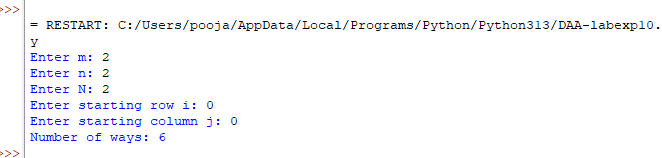 >>>
= RESTART: C:/Users/pooja/AppData/Local/Programs/Python/Python313/DAA-labexp10.
y
Enter m: 2
Enter n: 2
Enter N: 2
Enter starting row i: 0
Enter starting column j: 0
Number of ways: 6
>>>